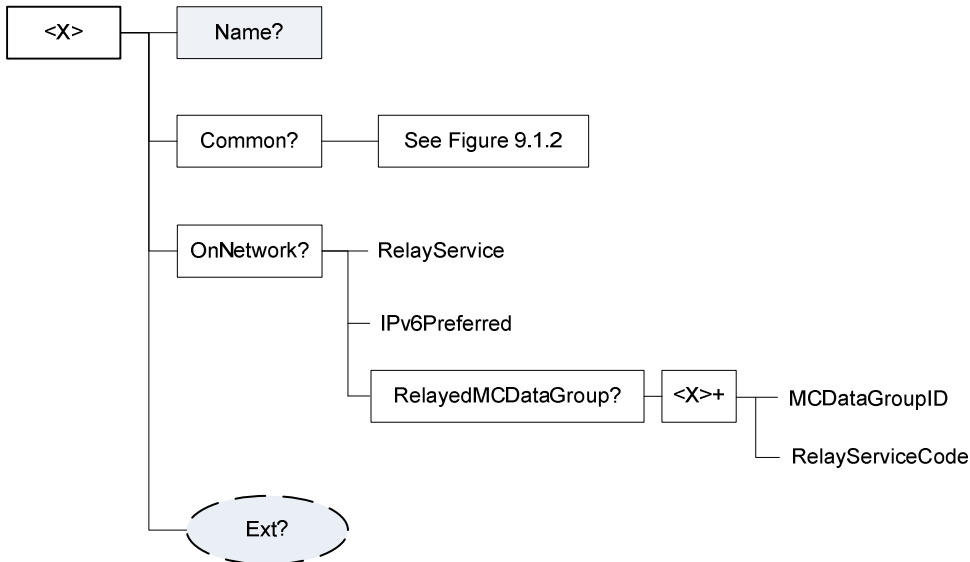 <X>
Name?
Common?
See Figure 9.1.2
OnNetwork?
RelayService
IPv6Preferred
RelayedMCDataGroup?
<X>+
MCDataGroupID
RelayServiceCode
Ext?